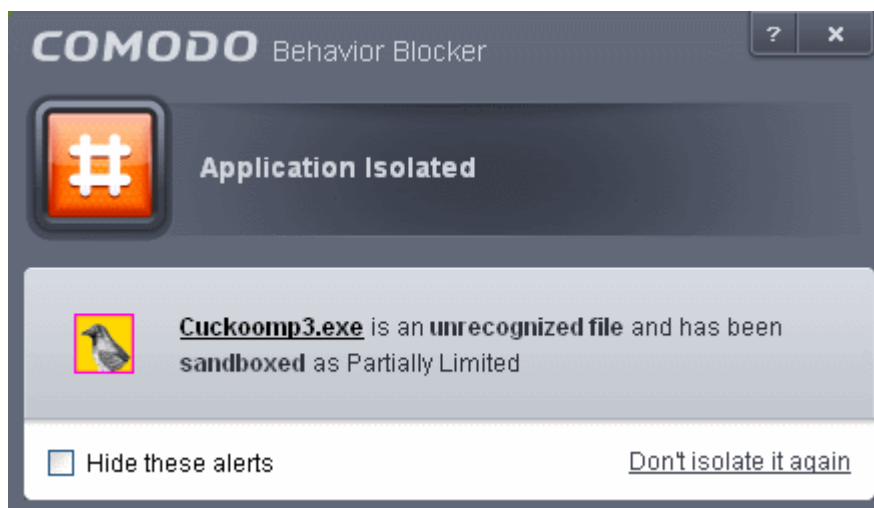 COMODO Behavior Blocker
? x
Application Isolated
Cuckoomp3.exe is an unrecognized file and has been
sandboxed as Partially Limited
Hide these alerts
Don't isolate it again